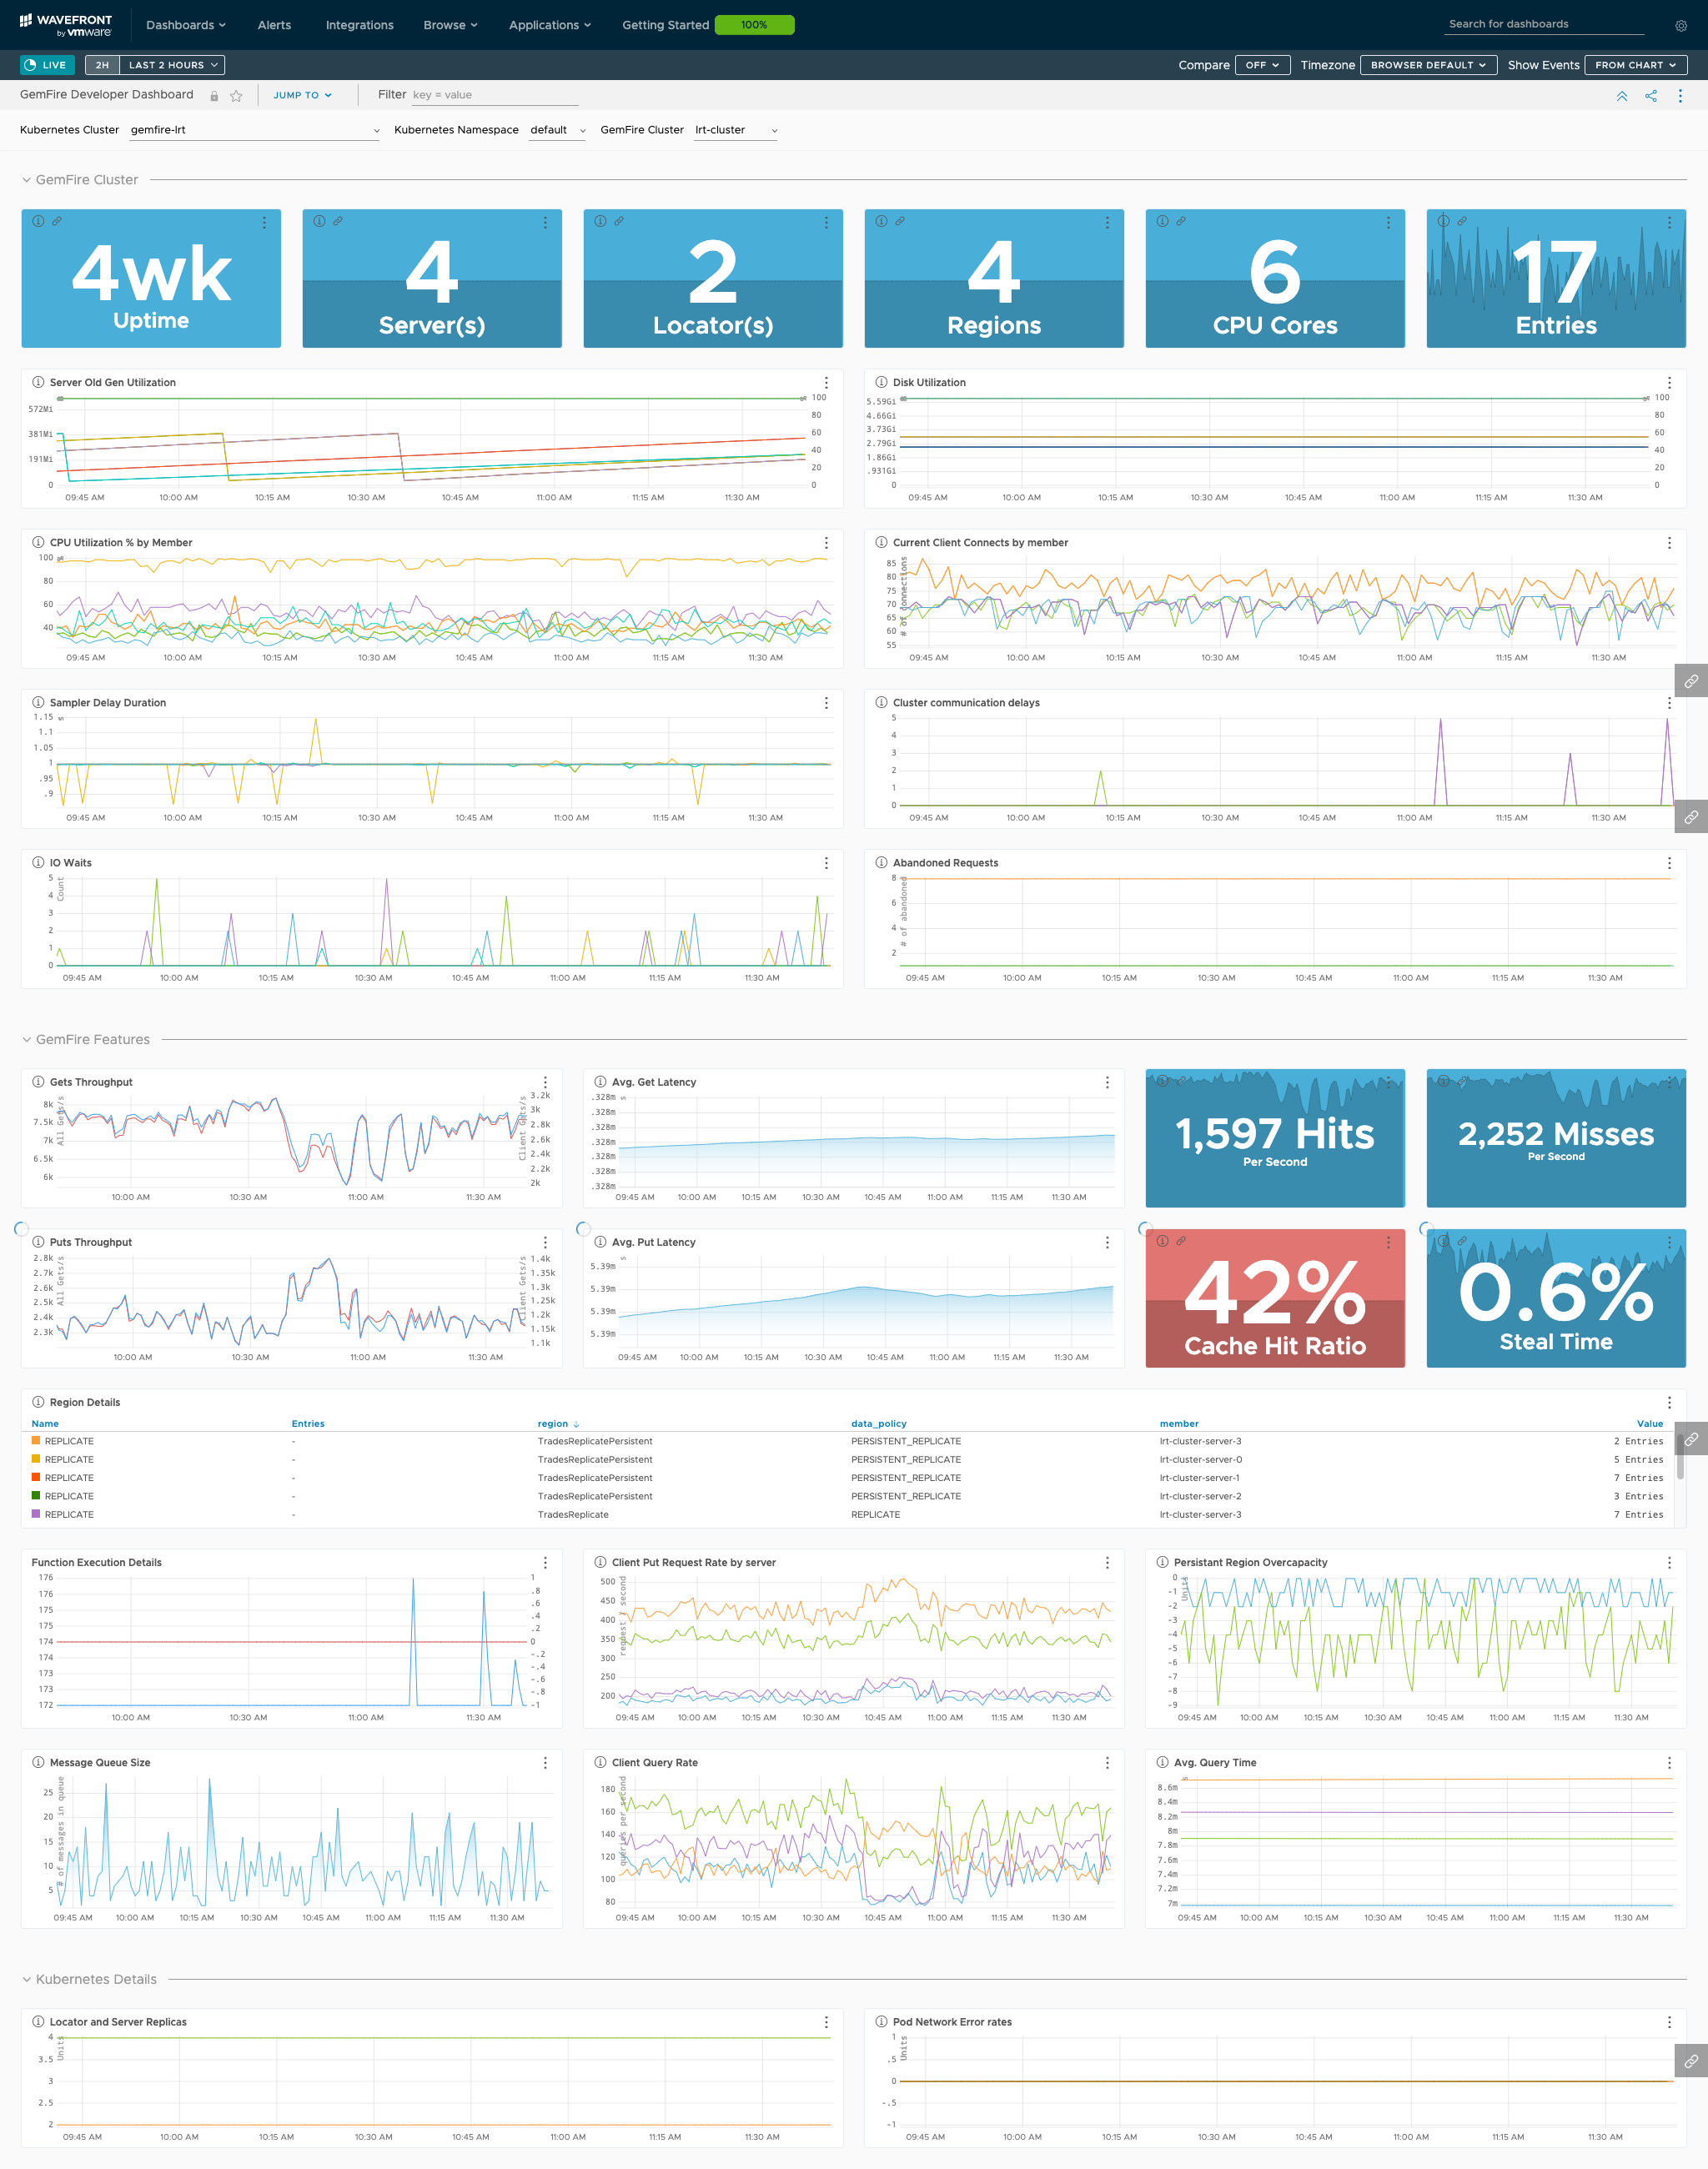 WAVEFRONT
by vmware
Dashboards Alerts Integrations Browse Applications Getting Started 100% Search for dashboards
LIVE 2H LAST 2 HOURS Compare OFF Timezone BROWSER DEFAULT Show Events FROM CHART
GemFire Developer Dashboard JUMP TO Filter key = value
Kubernetes Cluster gemfire-lrt Kubernetes Namespace default GemFire Cluster lrt-cluster
GemFire Cluster
4wk Uptime
4 Server(s)
2 Locator(s)
4 Regions
6 CPU Cores
17 Entries
Server Old Gen Utilization
572Mi
381Mi
191Mi
0
100
80
60
40
20
0
09:45 AM 10:00 AM 10:15 AM 10:30 AM 10:45 AM 11:00 AM 11:15 AM 11:30 AM
Disk Utilization
5.59Gi
4.66Gi
3.73Gi
2.79Gi
1.86Gi
.931Gi
0
100
80
60
40
20
0
09:45 AM 10:00 AM 10:15 AM 10:30 AM 10:45 AM 11:00 AM 11:15 AM 11:30 AM
CPU Utilization % by Member
100
80
60
40
09:45 AM 10:00 AM 10:15 AM 10:30 AM 10:45 AM 11:00 AM 11:15 AM 11:30 AM
Current Client Connects by member
# of connections
85
80
75
70
65
60
55
09:45 AM 10:00 AM 10:15 AM 10:30 AM 10:45 AM 11:00 AM 11:15 AM 11:30 AM
Sampler Delay Duration
s
1.15
1.1
1.05
1
.95
.9
09:45 AM 10:00 AM 10:15 AM 10:30 AM 10:45 AM 11:00 AM 11:15 AM 11:30 AM
Cluster communication delays
5
4
3
2
1
0
09:45 AM 10:00 AM 10:15 AM 10:30 AM 10:45 AM 11:00 AM 11:15 AM 11:30 AM
IO Waits
Count
5
4
3
2
1
0
09:45 AM 10:00 AM 10:15 AM 10:30 AM 10:45 AM 11:00 AM 11:15 AM 11:30 AM
Abandoned Requests
# of abandoned
8
6
4
2
09:45 AM 10:00 AM 10:15 AM 10:30 AM 10:45 AM 11:00 AM 11:15 AM 11:30 AM
GemFire Features
Gets Throughput
All Gets/s
8k
7.5k
7k
6.5k
6k
Client Gets/s
3.2k
3k
2.8k
2.6k
2.4k
2.2k
2k
10:00 AM 10:30 AM 11:00 AM 11:30 AM
Avg. Get Latency
s
.328m
.328m
.328m
.328m
.328m
.328m
.328m
09:45 AM 10:00 AM 10:15 AM 10:30 AM 10:45 AM 11:00 AM 11:15 AM 11:30 AM
1,597 Hits
Per Second
2,252 Misses
Per Second
Puts Throughput
All Gets/s
2.8k
2.7k
2.6k
2.5k
2.4k
2.3k
Client Gets/s
1.4k
1.35k
1.3k
1.25k
1.2k
1.15k
1.1k
10:00 AM 10:30 AM 11:00 AM 11:30 AM
Avg. Put Latency
s
5.39m
5.39m
5.39m
5.39m
09:45 AM 10:00 AM 10:15 AM 10:30 AM 10:45 AM 11:00 AM 11:15 AM 11:30 AM
42%
Cache Hit Ratio
0.6%
Steal Time
Region Details
Name Entries region data_policy member Value
REPLICATE - TradesReplicatePersistent PERSISTENT_REPLICATE lrt-cluster-server-3 2 Entries
REPLICATE - TradesReplicatePersistent PERSISTENT_REPLICATE lrt-cluster-server-0 5 Entries
REPLICATE - TradesReplicatePersistent PERSISTENT_REPLICATE lrt-cluster-server-1 7 Entries
REPLICATE - TradesReplicatePersistent PERSISTENT_REPLICATE lrt-cluster-server-2 3 Entries
REPLICATE - TradesReplicate REPLICATE lrt-cluster-server-3 7 Entries
Function Execution Details
176
176
175
175
174
174
173
173
172
1
.8
.6
.4
.2
0
-.2
-.4
-.6
-.8
-1
10:00 AM 10:30 AM 11:00 AM 11:30 AM
Client Put Request Rate by server
500
450
400
350
300
250
200
09:45 AM 10:00 AM 10:15 AM 10:30 AM 10:45 AM 11:00 AM 11:15 AM 11:30 AM
Persistant Region Overcapacity
Units
0
-1
-2
-3
-4
-5
-6
-7
-8
-9
09:45 AM 10:00 AM 10:15 AM 10:30 AM 10:45 AM 11:00 AM 11:15 AM 11:30 AM
Message Queue Size
# of messages in queue
25
20
15
10
5
09:45 AM 10:00 AM 10:15 AM 10:30 AM 10:45 AM 11:00 AM 11:15 AM 11:30 AM
Client Query Rate
queries per second
180
160
140
120
100
80
09:45 AM 10:00 AM 10:15 AM 10:30 AM 10:45 AM 11:00 AM 11:15 AM 11:30 AM
Avg. Query Time
s
8.6m
8.4m
8.2m
8m
7.8m
7.6m
7.4m
7.2m
7m
09:45 AM 10:00 AM 10:15 AM 10:30 AM 10:45 AM 11:00 AM 11:15 AM 11:30 AM
Kubernetes Details
Locator and Server Replicas
Units
4
3.5
3
2.5
2
09:45 AM 10:00 AM 10:15 AM 10:30 AM 10:45 AM 11:00 AM 11:15 AM 11:30 AM
Pod Network Error rates
Units
1
.5
0
-.5
-1
09:45 AM 10:00 AM 10:15 AM 10:30 AM 10:45 AM 11:00 AM 11:15 AM 11:30 AM